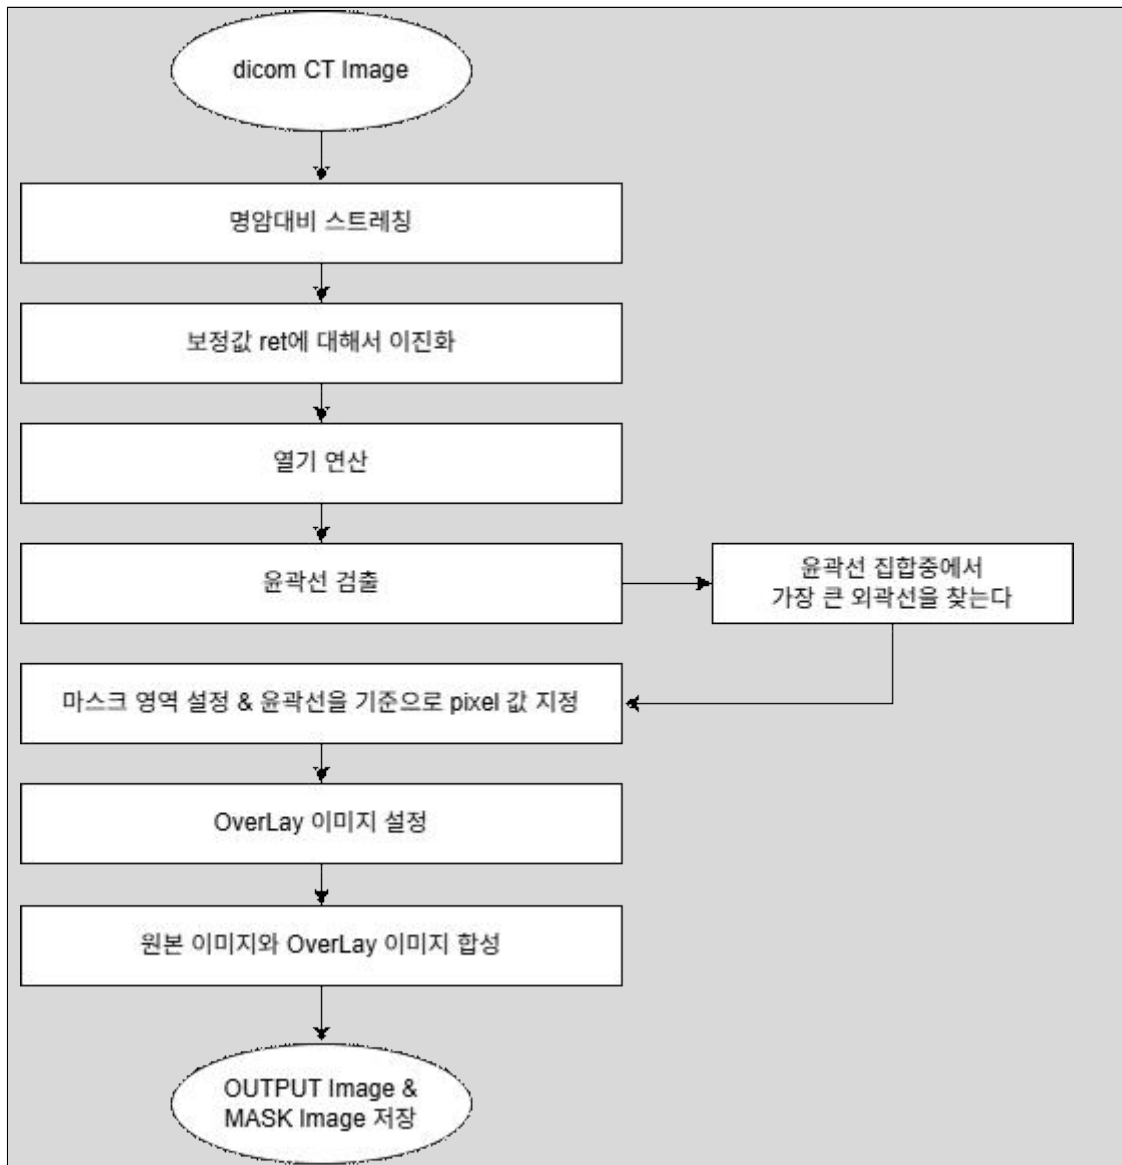 dicom CT Image
명암대비 스트레칭
보정값 ret에 대해서 이진화
열기 연산
윤곽선 검출
윤곽선 집합중에서
가장 큰 외곽선을 찾는다
마스크 영역 설정 & 윤곽선을 기준으로 pixel 값 지정
OverLay 이미지 설정
원본 이미지와 OverLay 이미지 합성
OUTPUT Image &
MASK Image 저장